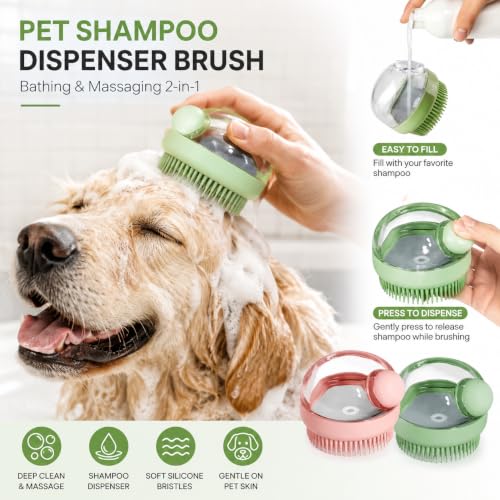 PET SHAMPOO
DISPENSER BRUSH
Bathing & Massaging 2-in-1
EASY TO FILL
Fill with your favorite
shampoo
PRESS TO DISPENSE
Gently press to release
shampoo while brushing
DEEP CLEAN
& MASSAGE
SHAMPOO
DISPENSER
SOFT SILICONE
BRISTLES
GENTLE ON
PET SKIN